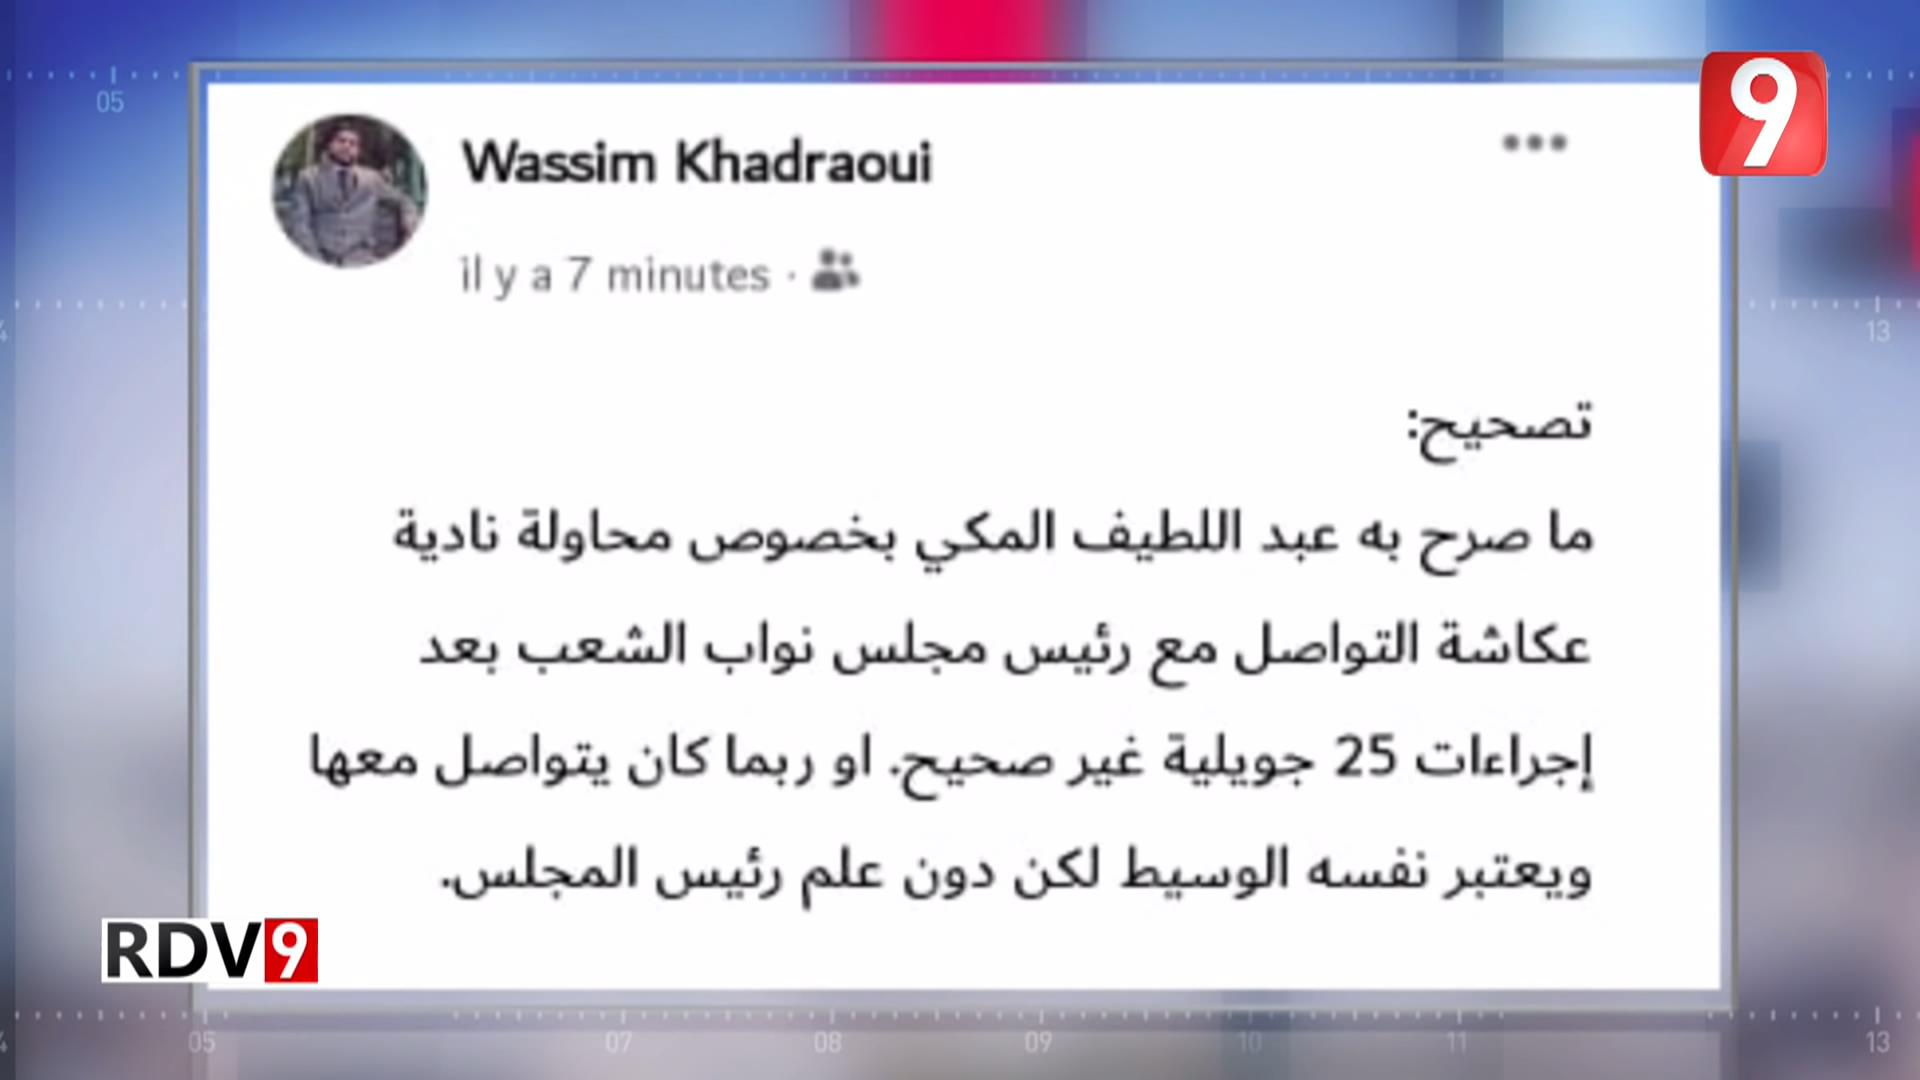 05
9
Wassim Khadraoui
il y a 7 minutes ·
13
تصحيح:
ما صرح به عبد اللطيف المكي بخصوص محاولة نادية
عكاشة التواصل مع رئيس مجلس نواب الشعب بعد
إجراءات 25 جويلية غير صحيح. او ربما كان يتواصل معها
ويعتبر نفسه الوسيط لكن دون علم رئيس المجلس.
RDV9
05 07 08 09 10 11 13